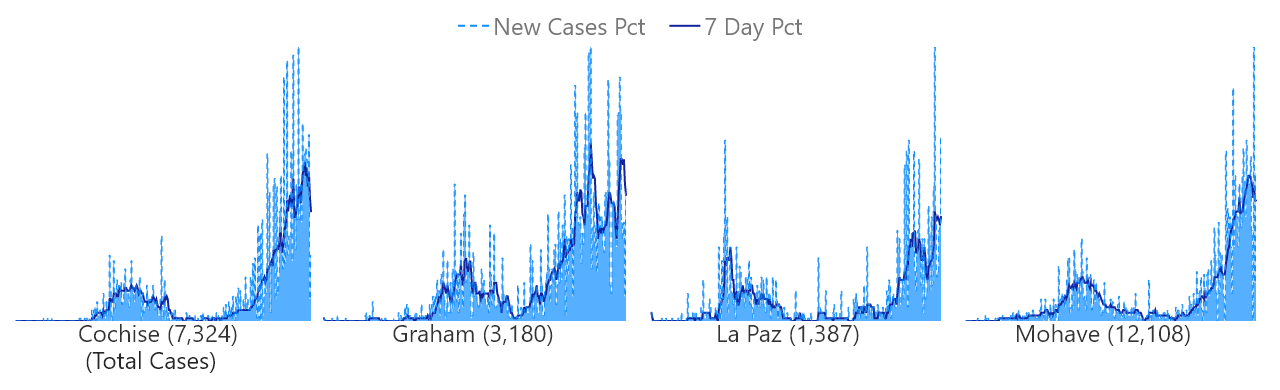 New Cases Pct 7 Day Pct
Cochise (7,324) Graham (3,180) La Paz (1,387) Mohave (12,108)
(Total Cases)